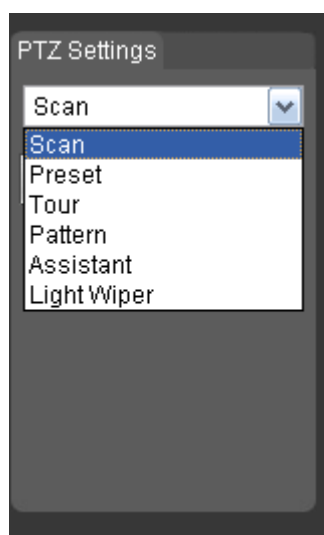 PTZ Settings
Scan
Scan
Preset
Tour
Pattern
Assistant
Light Wiper